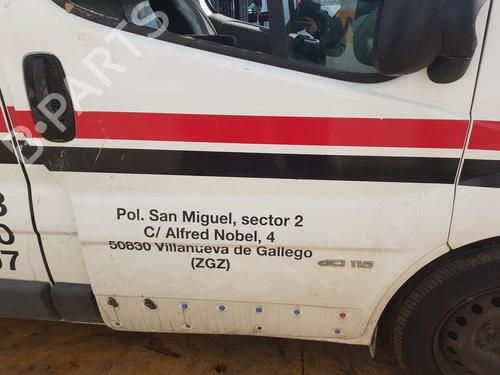 B-PARTS
Pol. San Miguel, sector 2
C/ Alfred Nobel, 4
50830 Villanueva de Gallego
(ZGZ)
dCi 115